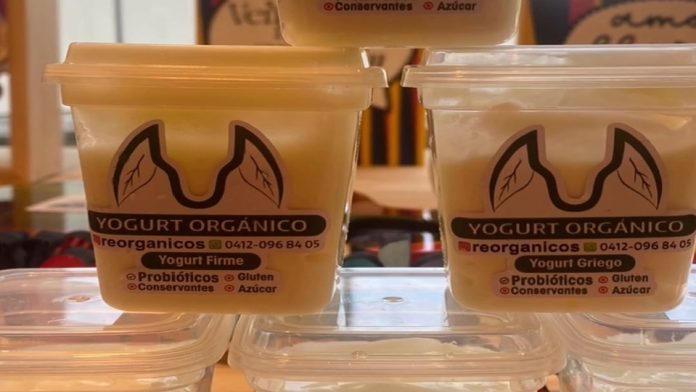 Conservantes Azúcar
YOGURT ORGÁNICO
reorganicos 0412-096 84 05
Yogurt Firme
Probióticos Gluten
Conservantes Azúcar
YOGURT ORGÁNICO
reorganicos 0412-096 84 05
Yogurt Griego
Probióticos Gluten
Conservantes Azúcar